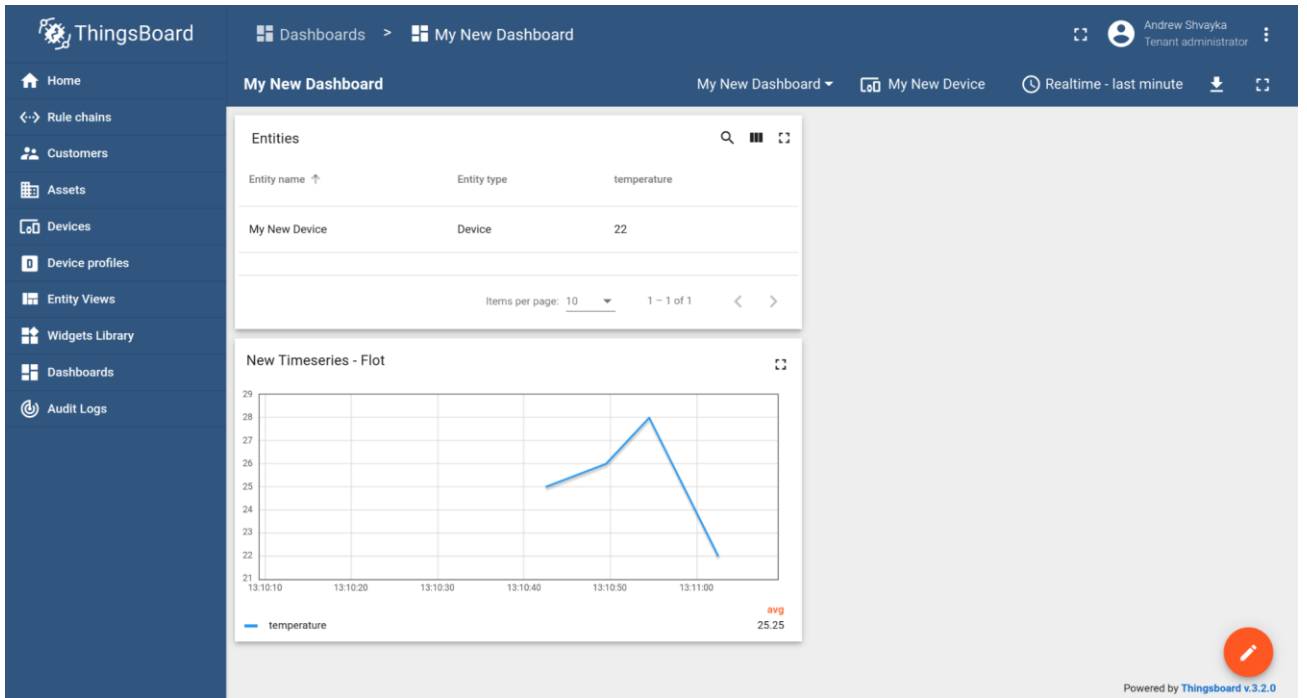 ThingsBoard
Dashboards > My New Dashboard
Andrew Shvayka
Tenant administrator
Home
Rule chains
Customers
Assets
Devices
Device profiles
Entity Views
Widgets Library
Dashboards
Audit Logs
My New Dashboard
My New Dashboard
My New Device
Realtime - last minute
Entities
Entity name Entity type temperature
My New Device Device 22
Items per page: 10 1 – 1 of 1
New Timeseries - Flot
29
28
27
26
25
24
23
22
21
13:10:10 13:10:20 13:10:30 13:10:40 13:10:50 13:11:00
avg
temperature 25.25
Powered by Thingsboard v.3.2.0